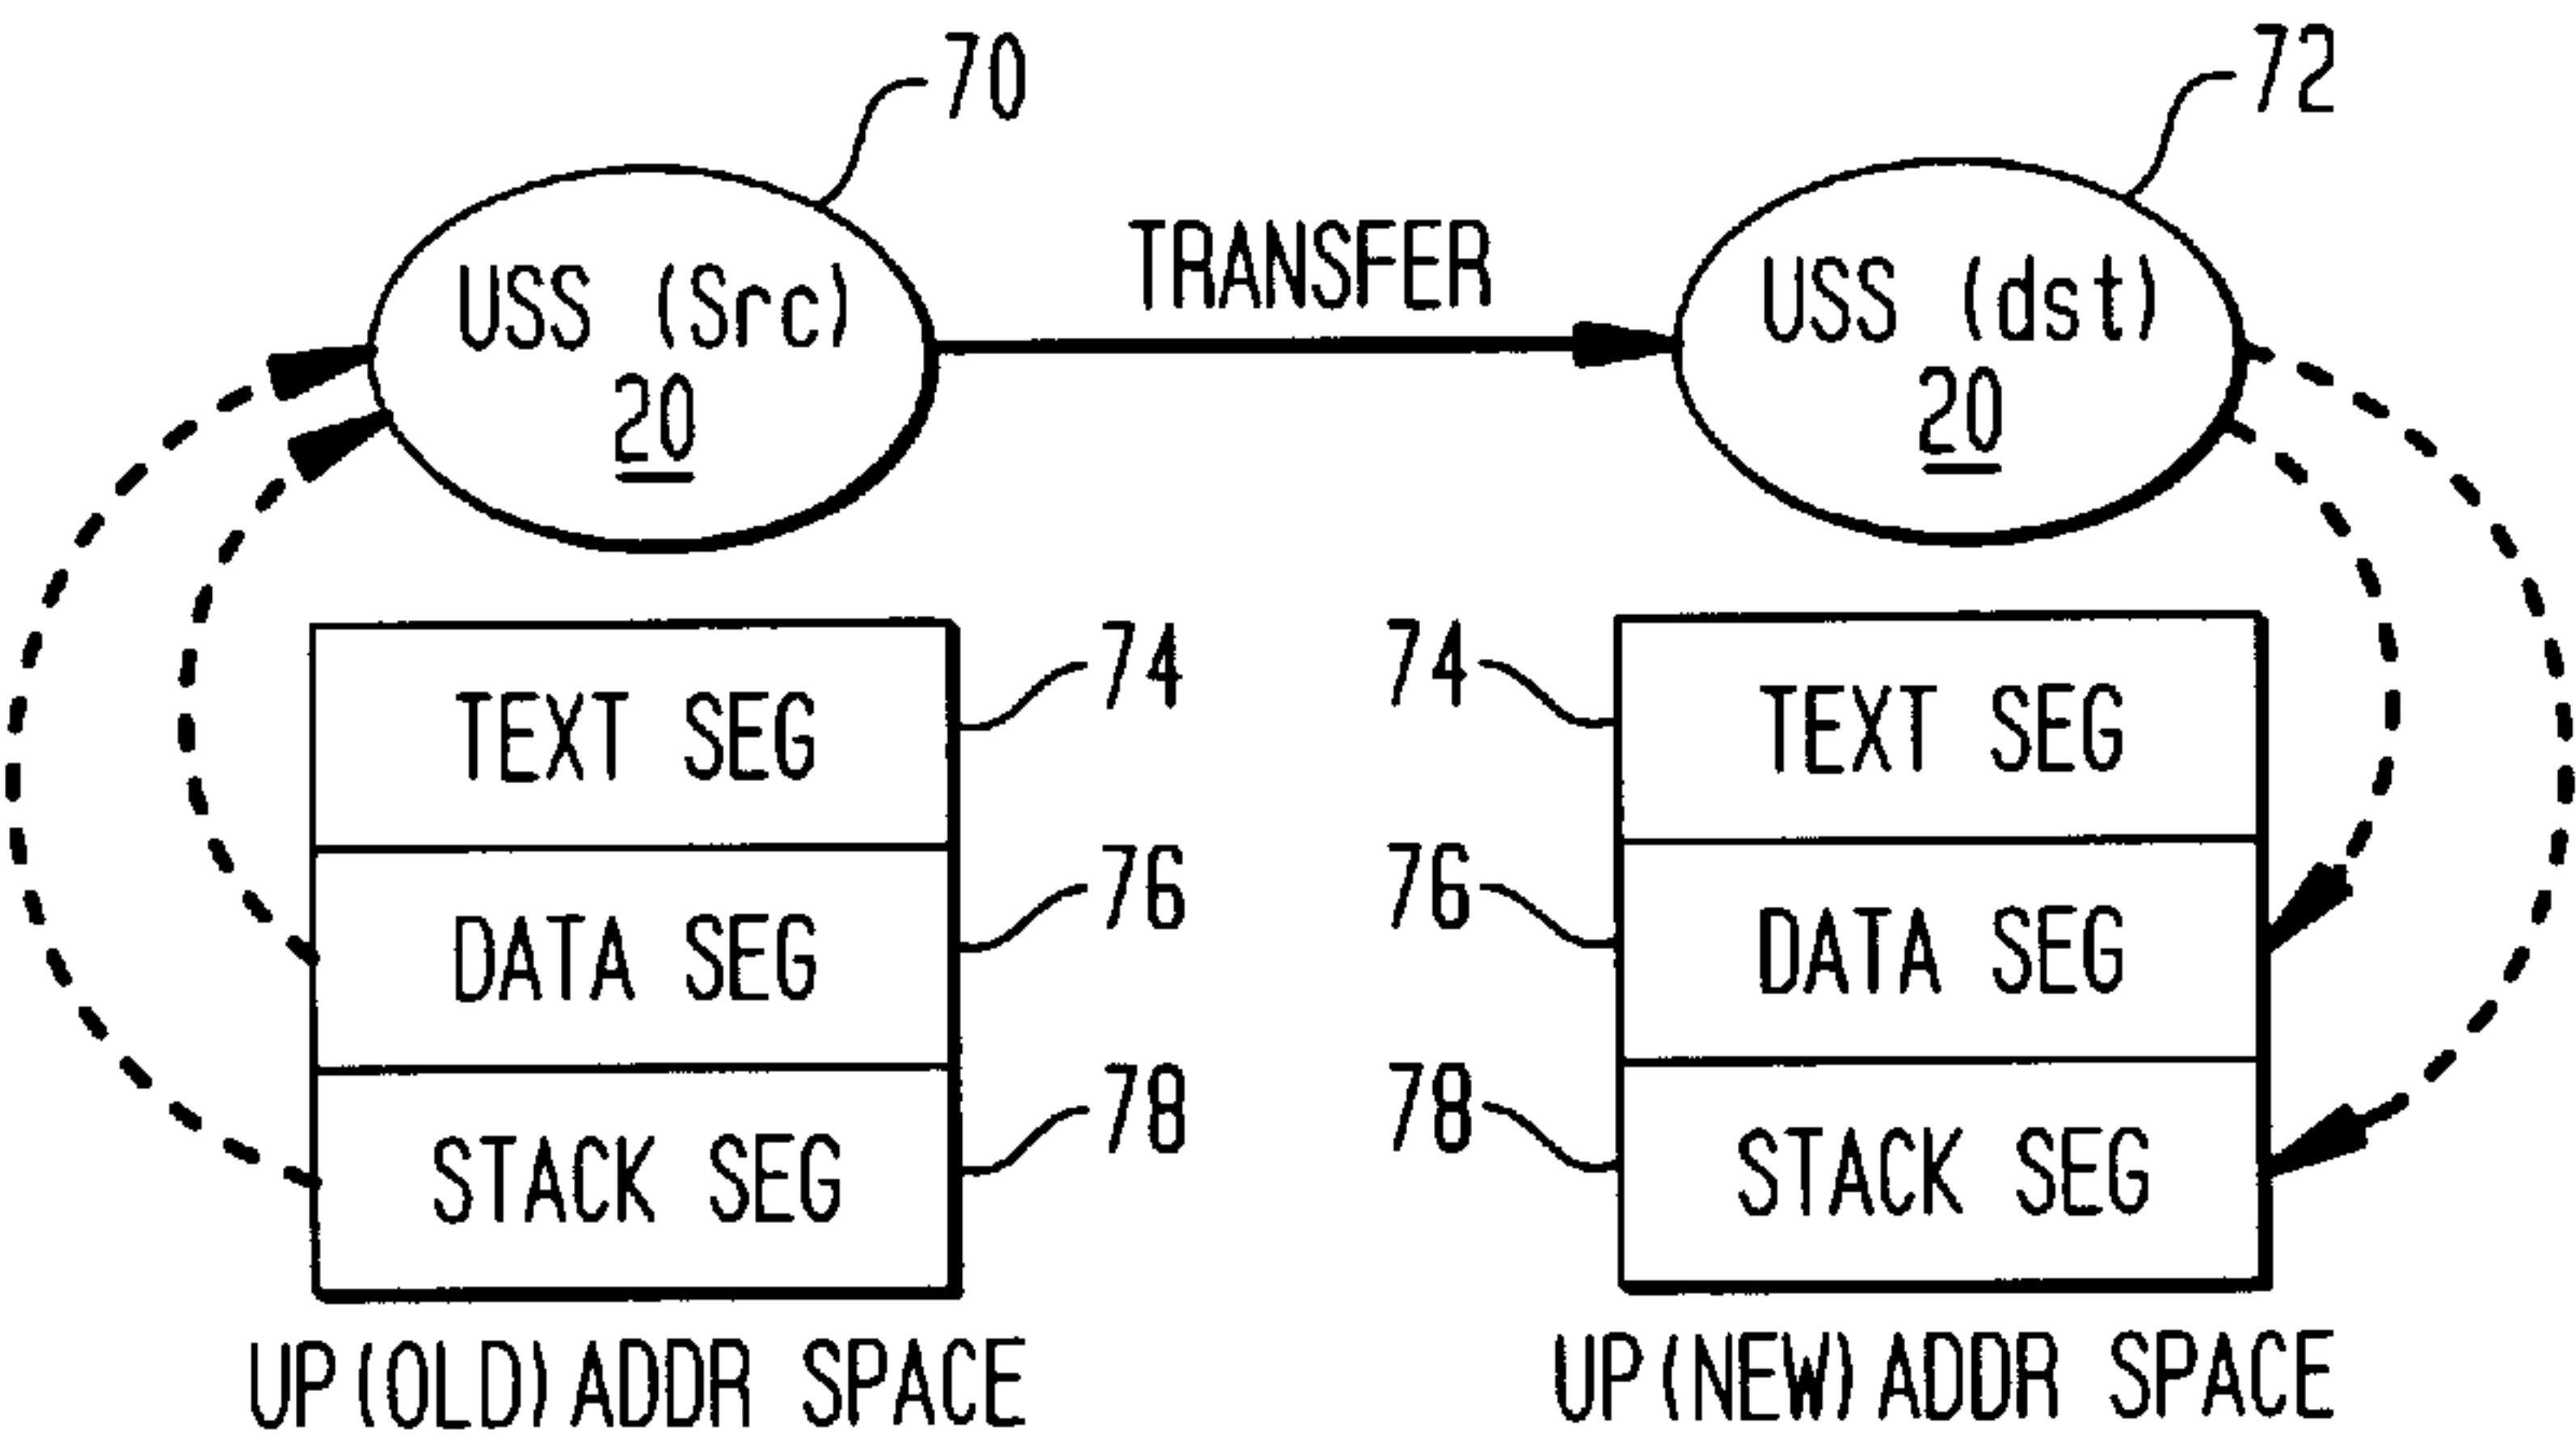 70
72
USS (Src)
20
TRANSFER
USS (dst)
20
TEXT SEG
74
74
TEXT SEG
DATA SEG
76
76
DATA SEG
STACK SEG
78
78
STACK SEG
UP(OLD)ADDR SPACE
UP(NEW)ADDR SPACE